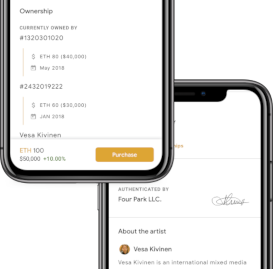 Ownership
CURRENTLY OWNED BY
#1320301020
$ ETH 80 ($40,000)
May 2018
#2432019222
$ ETH 60 ($35,000)
JAN 2018
Vesa Kivinen
ETH 100
$50,000 +10.00%
Purchase
AUTHENTICATED BY
Four Park LLC.
About the artist
Vesa Kivinen
Vesa Kivinen is an international mixed media